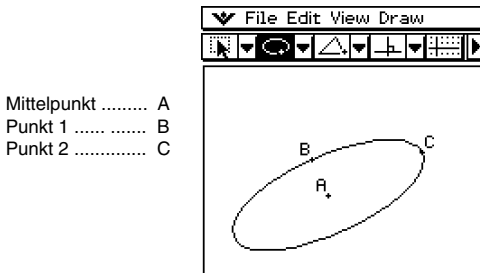 File Edit View Draw
Mittelpunkt ......... A
Punkt 1 ...... ....... B
Punkt 2 .............. C
B
C
A